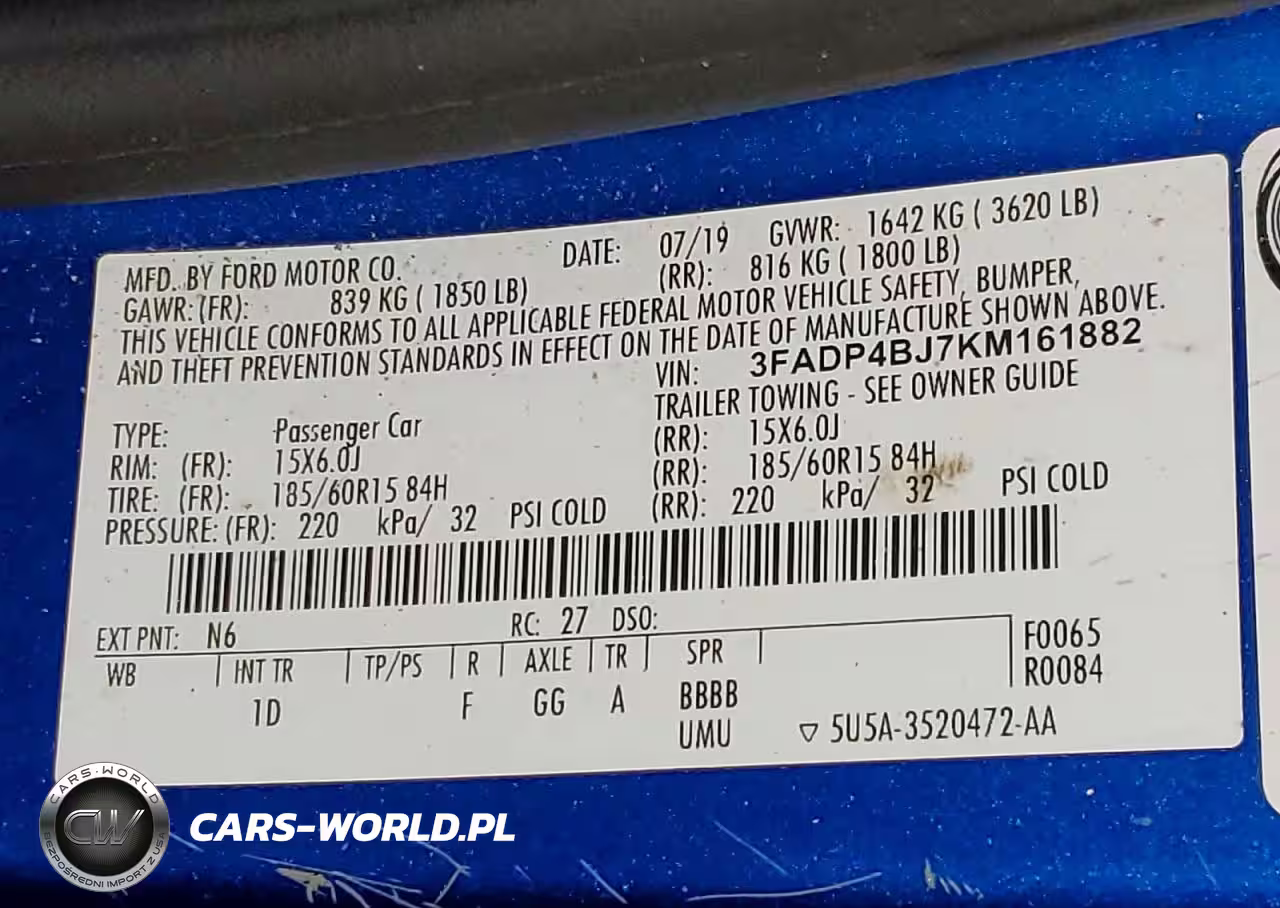 MFD. BY FORD MOTOR CO. DATE: 07/19 GVWR: 1642 KG ( 3620 LB)
GAWR: (FR): 839 KG ( 1850 LB) (RR): 816 KG ( 1800 LB)
THIS VEHICLE CONFORMS TO ALL APPLICABLE FEDERAL MOTOR VEHICLE SAFETY, BUMPER,
AND THEFT PREVENTION STANDARDS IN EFFECT ON THE DATE OF MANUFACTURE SHOWN ABOVE.
VIN: 3FADP4BJ7KM161882
TRAILER TOWING - SEE OWNER GUIDE
TYPE: Passenger Car
RIM: (FR): 15X6.0J (RR): 15X6.0J
TIRE: (FR): 185/60R15 84H (RR): 185/60R15 84H
PRESSURE: (FR): 220 kPa/ 32 PSI COLD (RR): 220 kPa/ 32 PSI COLD
EXT PNT: N6 RC: 27 DSO:
WB INT TR TP/PS R AXLE TR SPR F0065
R0084
1D F GG A BBBB
UMU ▽ 5U5A-3520472-AA
CARS-WORLD
CW
BEZPOŚREDNI IMPORT Z USA
CARS-WORLD.PL